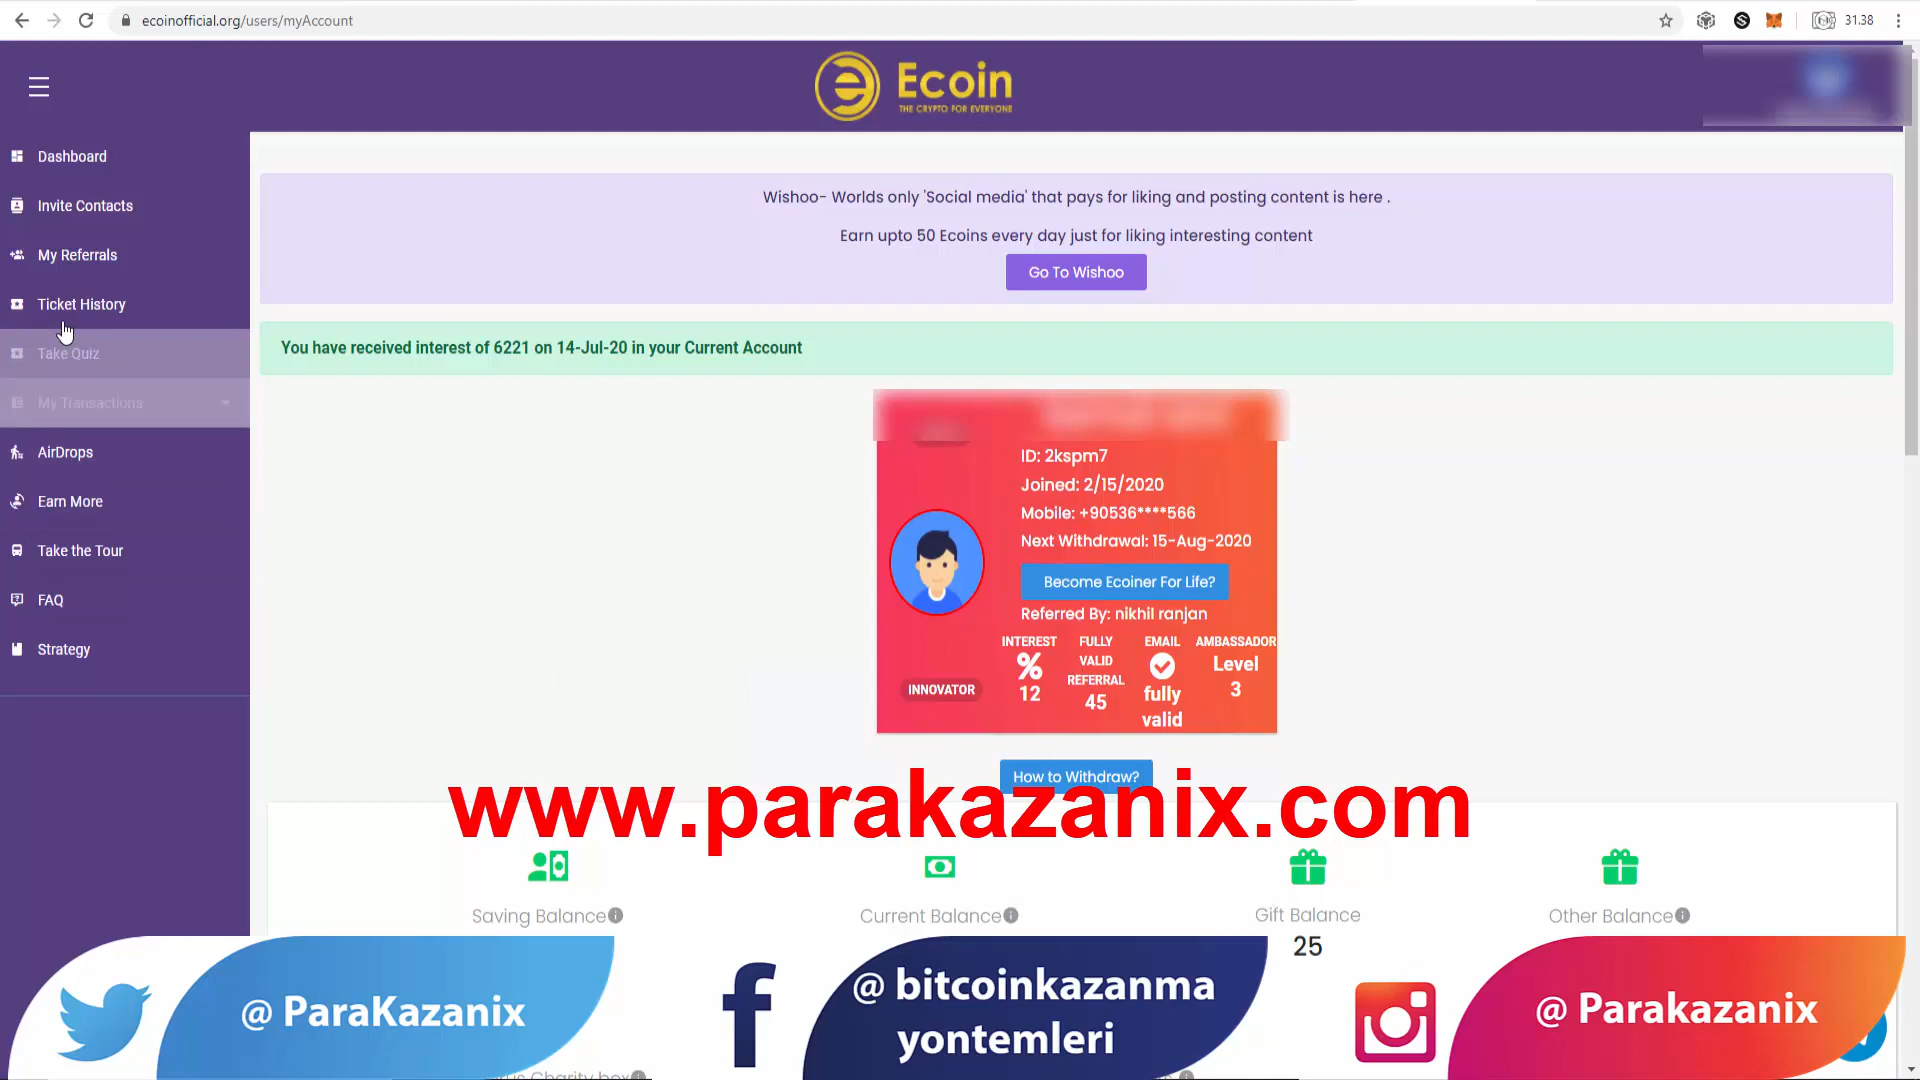 ecoinofficial.org/users/myAccount
31.38
Ecoin
THE CRYPTO FOR EVERYONE
Dashboard
Invite Contacts
My Referrals
Ticket History
Take Quiz
My Transactions
AirDrops
Earn More
Take the Tour
FAQ
Strategy
Wishoo- Worlds only 'Social media' that pays for liking and posting content is here .
Earn upto 50 Ecoins every day just for liking interesting content
Go To Wishoo
You have received interest of 6221 on 14-Jul-20 in your Current Account
ID: 2kspm7
Joined: 2/15/2020
Mobile: +90536****566
Next Withdrawal: 15-Aug-2020
Become Ecoiner For Life?
Referred By: nikhil ranjan
INTEREST
%
12
FULLY
VALID
REFERRAL
45
EMAIL
fully
valid
AMBASSADOR
Level
3
INNOVATOR
How to Withdraw?
www.parakazanix.com
Saving Balance
Current Balance
Gift Balance
25
Other Balance
@ ParaKazanix
@ bitcoinkazanma
yontemleri
@ Parakazanix
Charity box